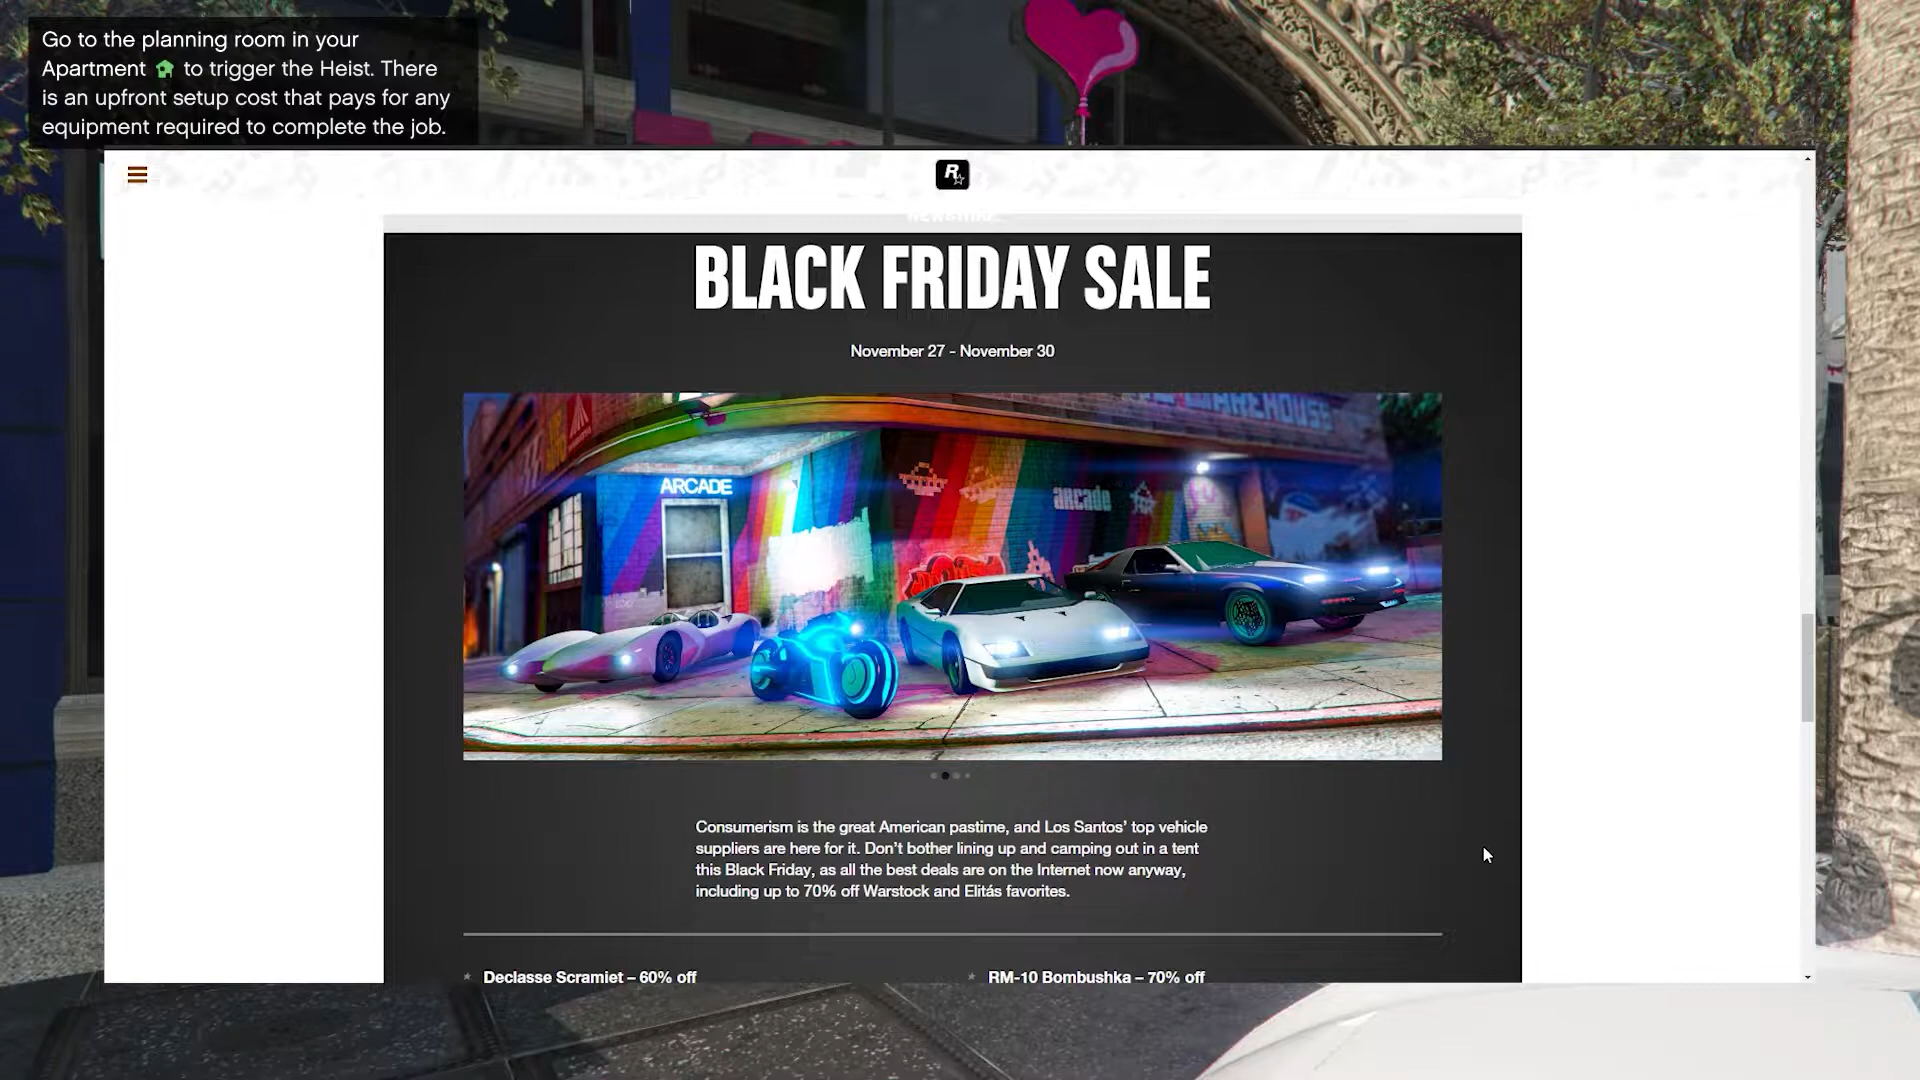 Go to the planning room in your
Apartment to trigger the Heist. There
is an upfront setup cost that pays for any
equipment required to complete the job.
R
BLACK FRIDAY SALE
November 27 - November 30
WAREHOUSE
ARCADE
arcade
Consumerism is the great American pastime, and Los Santos’ top vehicle
suppliers are here for it. Don’t bother lining up and camping out in a tent
this Black Friday, as all the best deals are on the Internet now anyway,
including up to 70% off Warstock and Elitás favorites.
Declasse Scramjet – 60% off
RM-10 Bombushka – 70% off